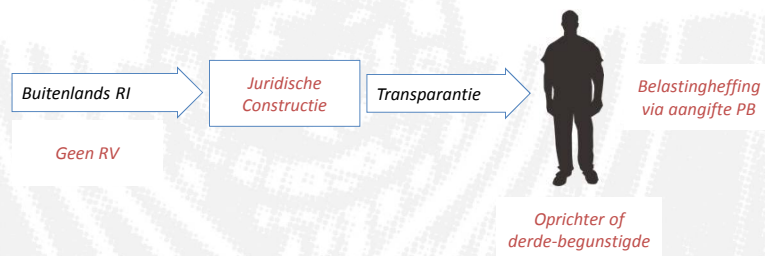 Buitenlands RI
Geen RV
Juridische
Constructie
Transparantie
Belastingheffing
via aangifte PB
Oprichter of
derde-begunstigde